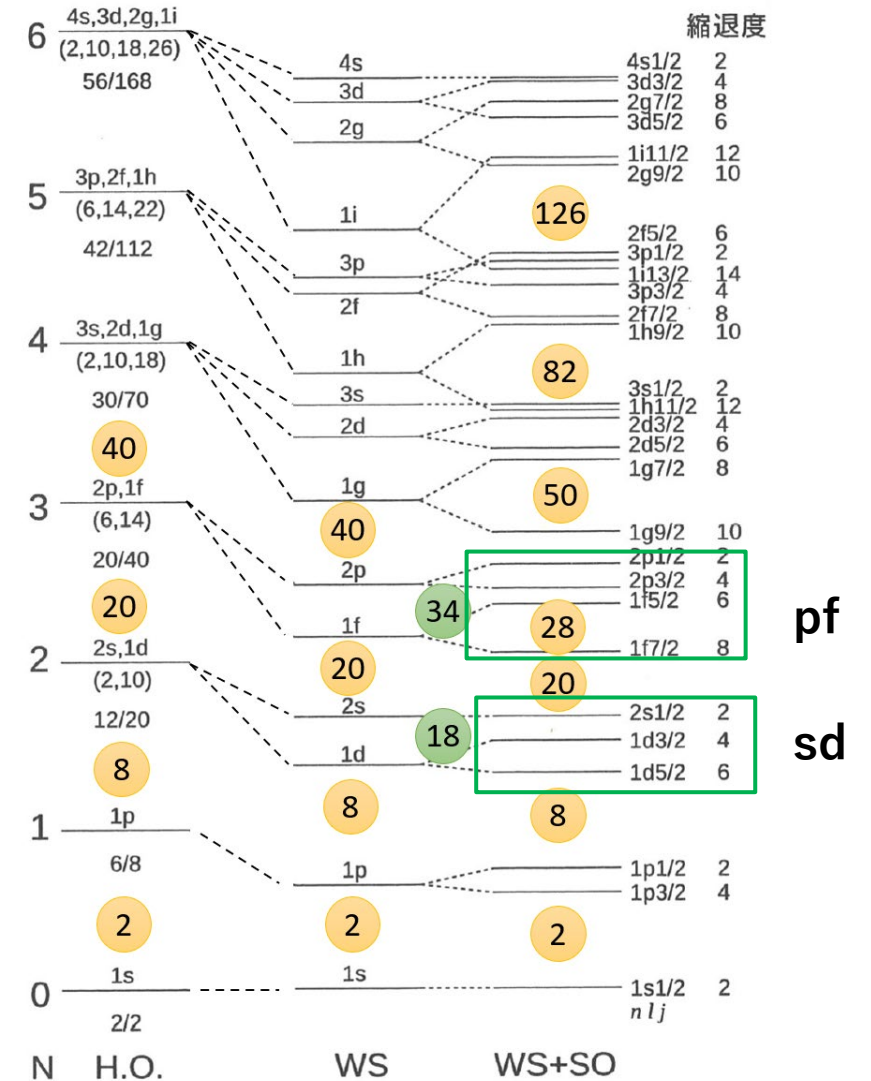 縮退度
6 4s,3d,2g,1i
(2,10,18,26)
56/168
5 3p,2f,1h
(6,14,22)
42/112
4 3s,2d,1g
(2,10,18)
30/70
40
3 2p,1f
(6,14)
20/40
20
2 2s,1d
(2,10)
12/20
8
1 1p
6/8
2
0 1s
2/2
N H.O.
4s
3d
2g
1i
3p
2f
1h
3s
2d
1g
40
2p
34
1f
20
2s
18
1d
8
1p
2
1s
WS
4s1/2 2
3d3/2 4
2g7/2 8
3d5/2 6
1i11/2 12
2g9/2 10
126
2f5/2 6
3p1/2 2
1i13/2 14
3p3/2 4
2f7/2 8
1h9/2 10
82
3s1/2 2
1h11/2 12
2d3/2 4
2d5/2 6
1g7/2 8
50
1g9/2 10
2p1/2 2
2p3/2 4
1f5/2 6
28
1f7/2 8
pf
20
2s1/2 2
1d3/2 4
1d5/2 6
sd
8
1p1/2 2
1p3/2 4
2
1s1/2 2
n l j
WS+SO